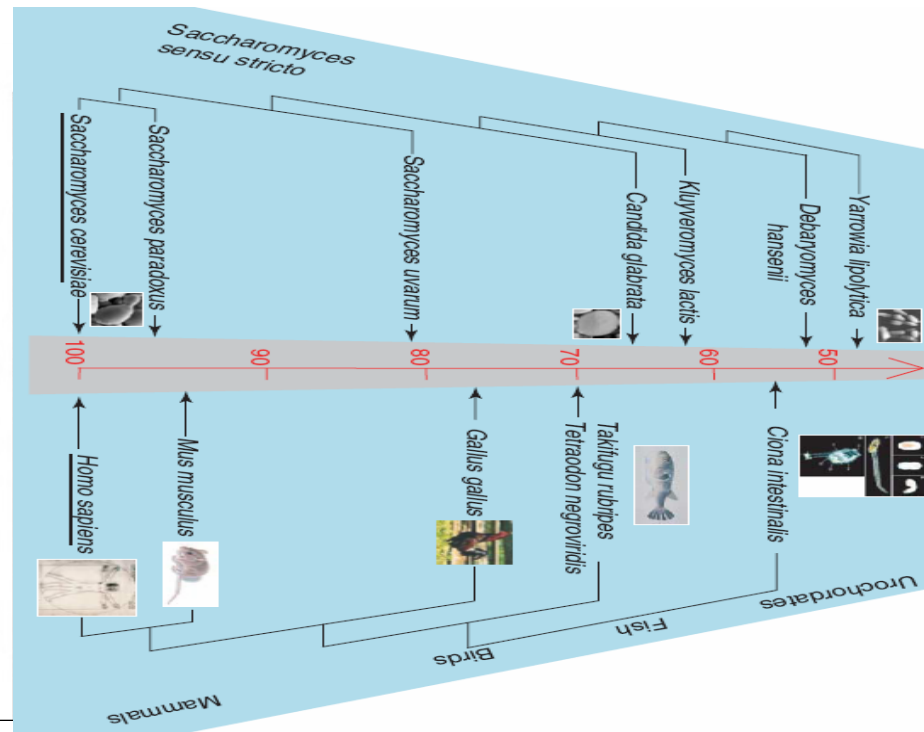 Saccharomyces
sensu stricto
Saccharomyces cerevisiae
Saccharomyces paradoxus
Saccharomyces uvarum
Candida glabrata
Kluyveromyces lactis
Debaryomyces
hansenii
Yarrowia lipolytica
100
90
80
70
60
50
Homo sapiens
Mus musculus
Gallus gallus
Takifugu rubripes
Tetraodon negroviridis
Ciona intestinalis
Mammals
Birds
Fish
Urochordates